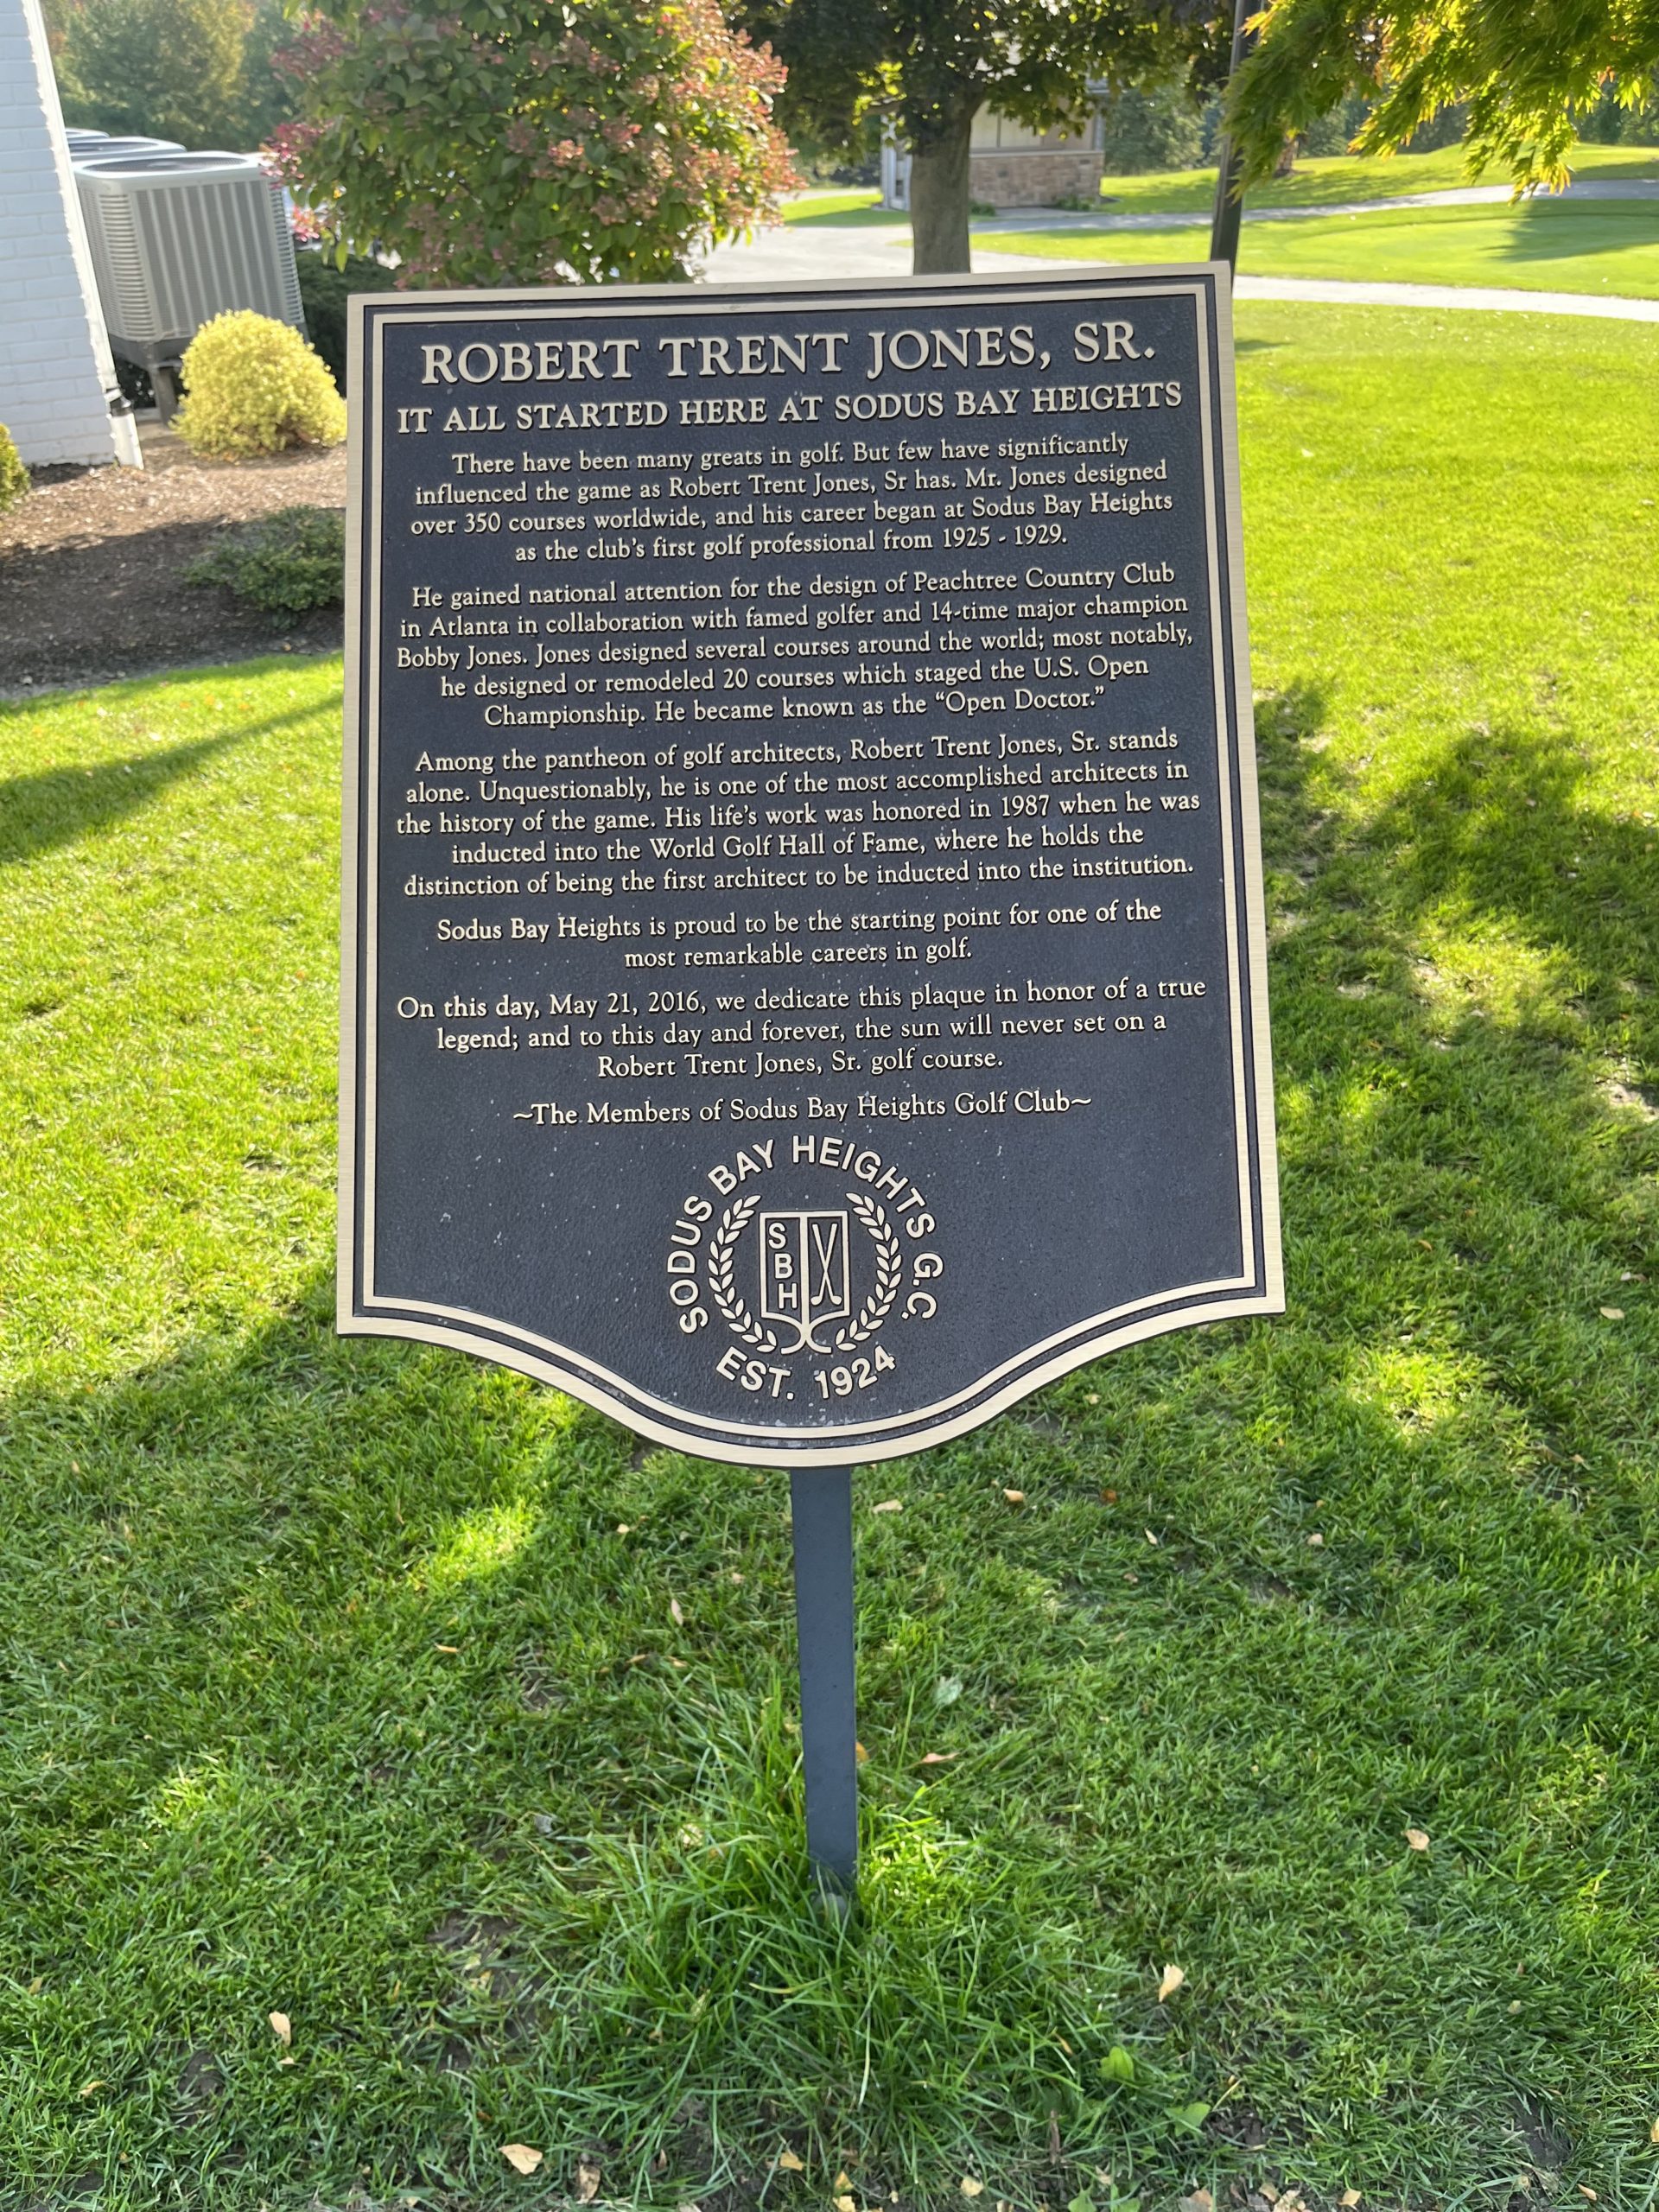 ROBERT TRENT JONES, SR.
IT ALL STARTED HERE AT SODUS BAY HEIGHTS
There have been many greats in golf. But few have significantly
influenced the game as Robert Trent Jones, Sr has. Mr. Jones designed
over 350 courses worldwide, and his career began at Sodus Bay Heights
as the club's first golf professional from 1925 - 1929.
He gained national attention for the design of Peachtree Country Club
in Atlanta in collaboration with famed golfer and 14-time major champion
Bobby Jones. Jones designed several courses around the world; most notably,
he designed or remodeled 20 courses which staged the U.S. Open
Championship. He became known as the “Open Doctor.”
Among the pantheon of golf architects, Robert Trent Jones, Sr. stands
alone. Unquestionably, he is one of the most accomplished architects in
the history of the game. His life's work was honored in 1987 when he was
inducted into the World Golf Hall of Fame, where he holds the
distinction of being the first architect to be inducted into the institution.
Sodus Bay Heights is proud to be the starting point for one of the
most remarkable careers in golf.
On this day, May 21, 2016, we dedicate this plaque in honor of a true
legend; and to this day and forever, the sun will never set on a
Robert Trent Jones, Sr. golf course.
~The Members of Sodus Bay Heights Golf Club~
SODUS BAY HEIGHTS G.C.
S
B
H
EST. 1924